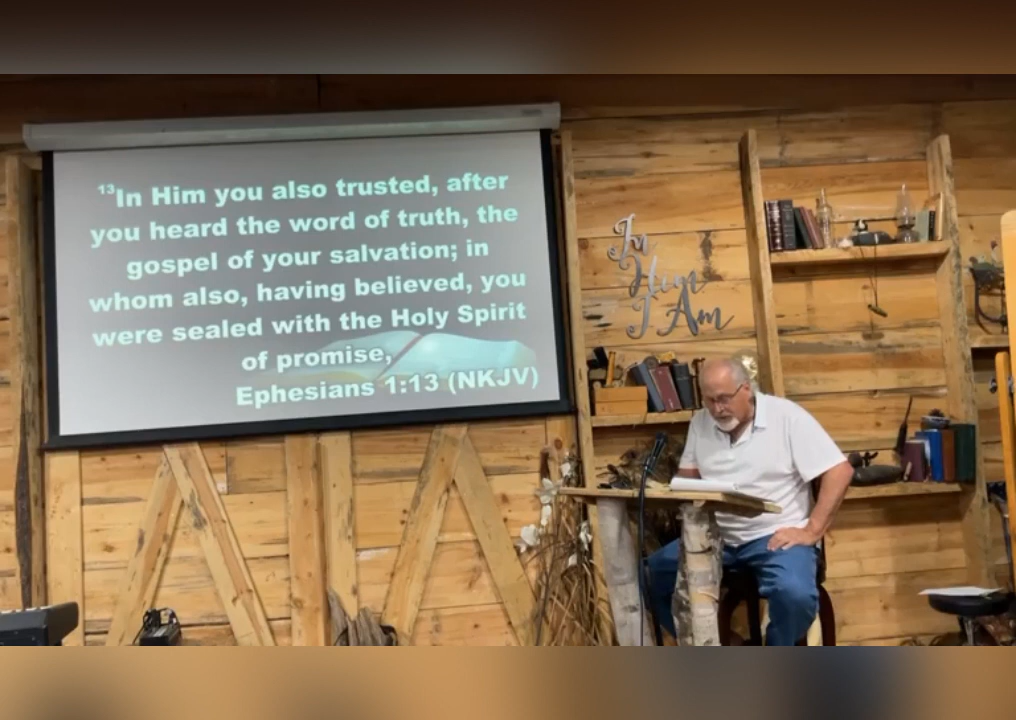 ¹³In Him you also trusted, after
you heard the word of truth, the
gospel of your salvation; in
whom also, having believed, you
were sealed with the Holy Spirit
of promise,
Ephesians 1:13 (NKJV)
In
Him
I Am